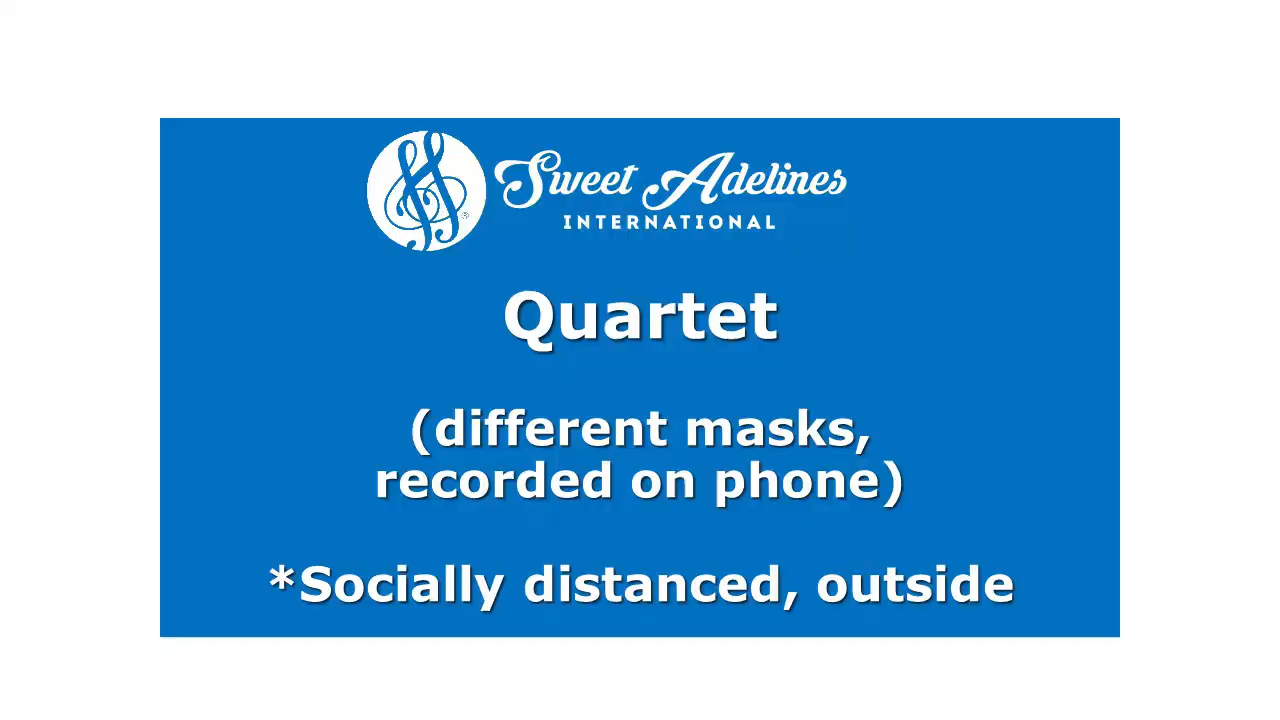 Sweet Adelines
INTERNATIONAL
®
Quartet
(different masks,
recorded on phone)
*Socially distanced, outside